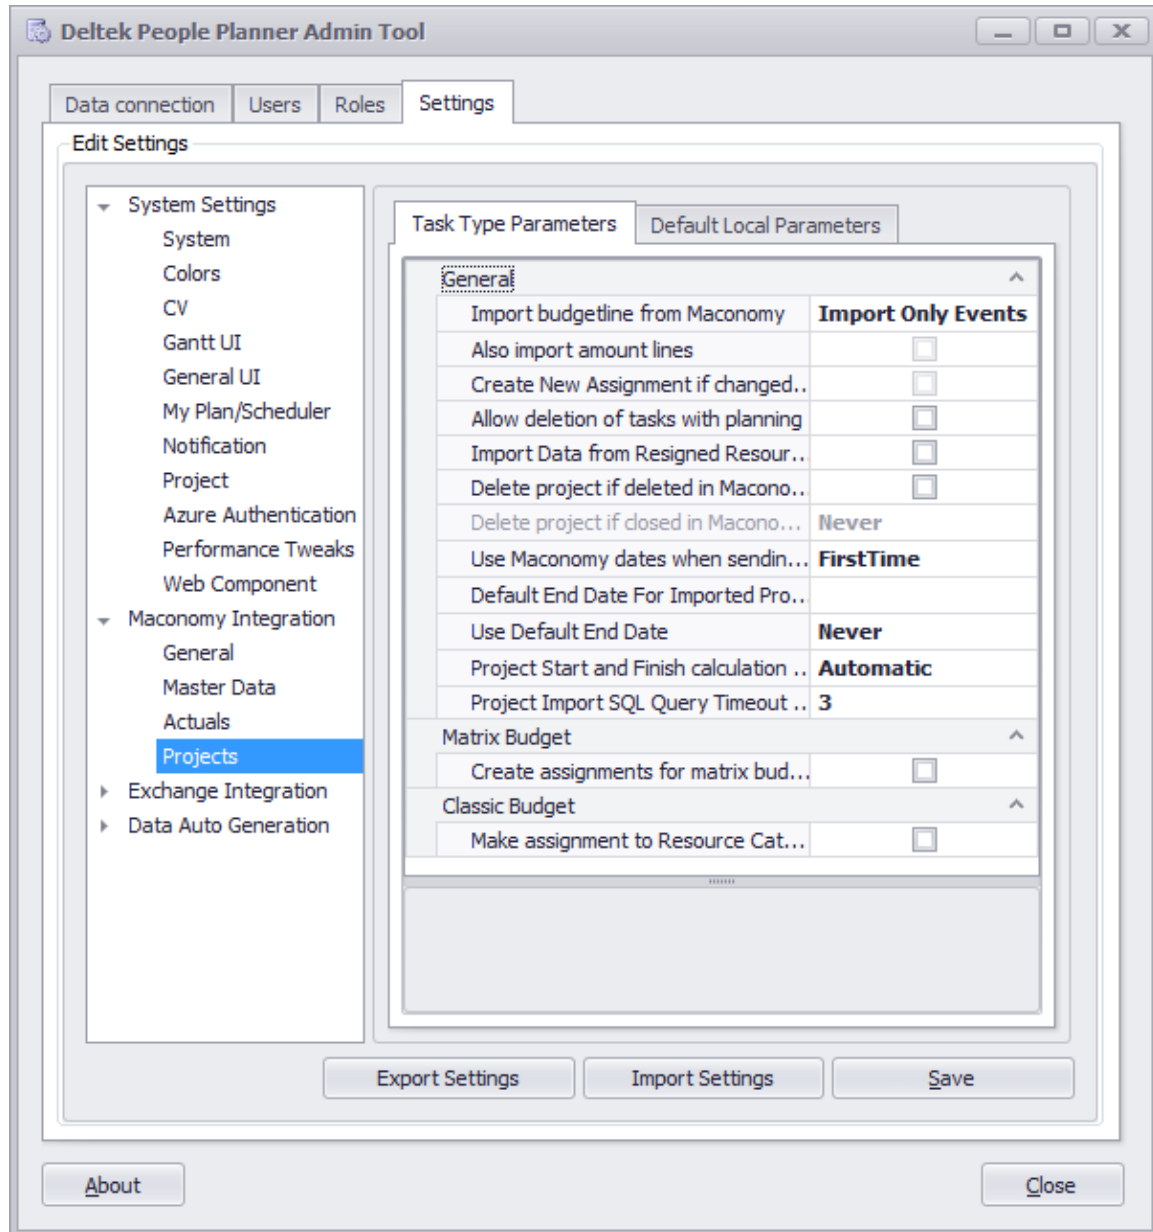 Deltek People Planner Admin Tool
Data connection
Users
Roles
Settings
Edit Settings
System Settings
System
Colors
CV
Gantt UI
General UI
My Plan/Scheduler
Notification
Project
Azure Authentication
Performance Tweaks
Web Component
Maconomy Integration
General
Master Data
Actuals
Projects
Exchange Integration
Data Auto Generation
Task Type Parameters
Default Local Parameters
General
Import budgetline from Maconomy Import Only Events
Also import amount lines
Create New Assignment if changed..
Allow deletion of tasks with planning
Import Data from Resigned Resour...
Delete project if deleted in Macono...
Delete project if closed in Macono... Never
Use Maconomy dates when sendin... FirstTime
Default End Date For Imported Pro...
Use Default End Date Never
Project Start and Finish calculation .. Automatic
Project Import SQL Query Timeout .. 3
Matrix Budget
Create assignments for matrix bud...
Classic Budget
Make assignment to Resource Cat...
Export Settings
Import Settings
Save
About
Close